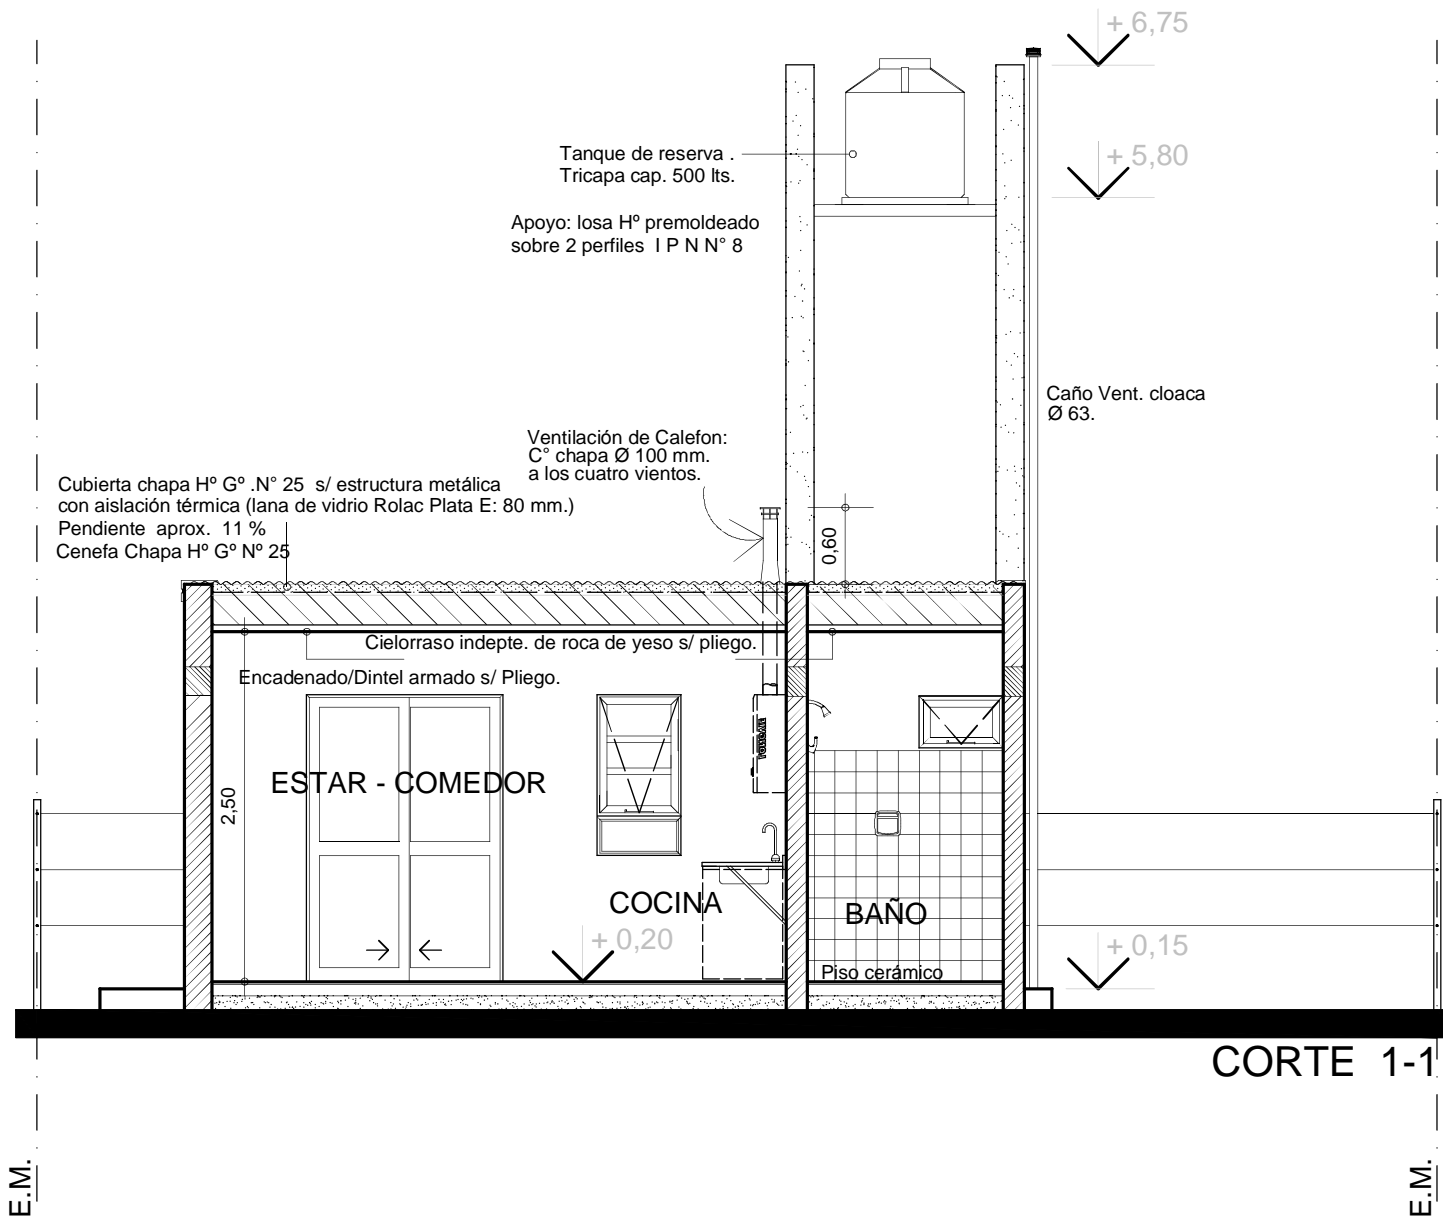 + 6,75
Tanque de reserva .
Tricapa cap. 500 lts.
+ 5,80
Apoyo: losa Hº premoldeado
sobre 2 perfiles I P N N° 8
Caño Vent. cloaca
Ø 63.
Ventilación de Calefon:
C° chapa Ø 100 mm.
a los cuatro vientos.
Cubierta chapa Hº Gº .N° 25 s/ estructura metálica
con aislación térmica (lana de vidrio Rolac Plata E: 80 mm.)
Pendiente aprox. 11 %
Cenefa Chapa Hº Gº Nº 25
0,60
Cielorraso indepte. de roca de yeso s/ pliego.
Encadenado/Dintel armado s/ Pliego.
ESTAR - COMEDOR
2,50
COCINA
BAÑO
+ 0,20
+ 0,15
Piso cerámico
CORTE 1-1
E.M.
E.M.